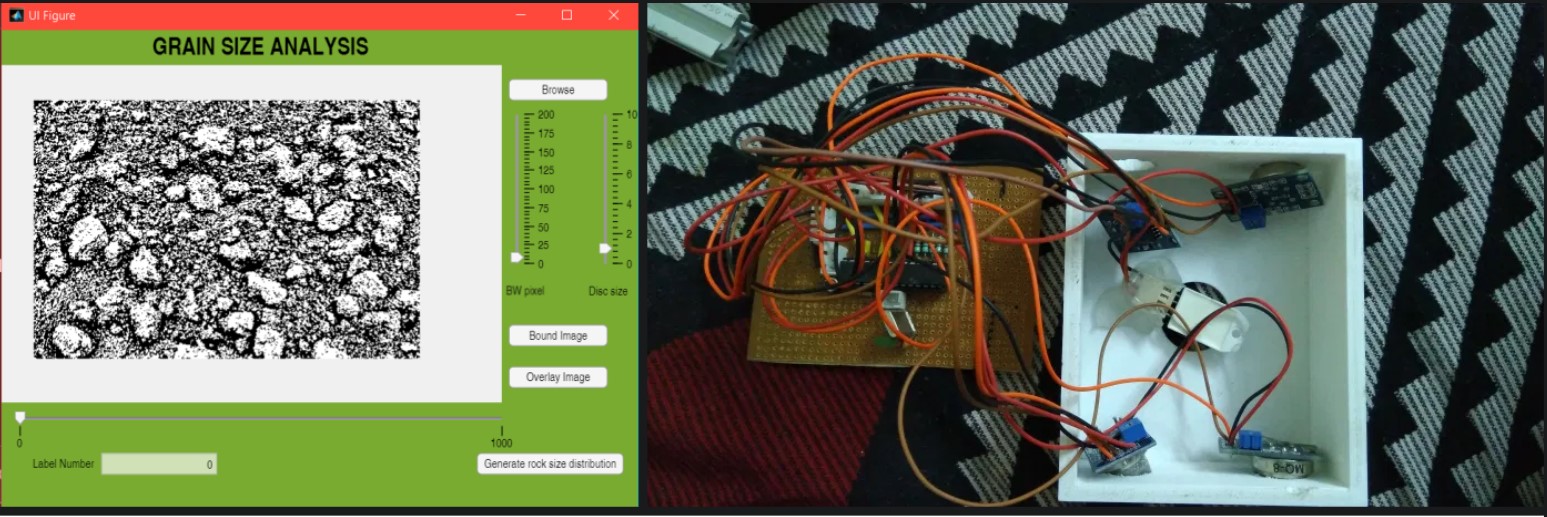 UI Figure
GRAIN SIZE ANALYSIS
Browse
200
175
150
125
100
75
50
25
0
BW pixel
10
8
6
4
2
0
Disc size
Bound Image
Overlay Image
0
1000
Label Number
0
Generate rock size distribution
MQ-8